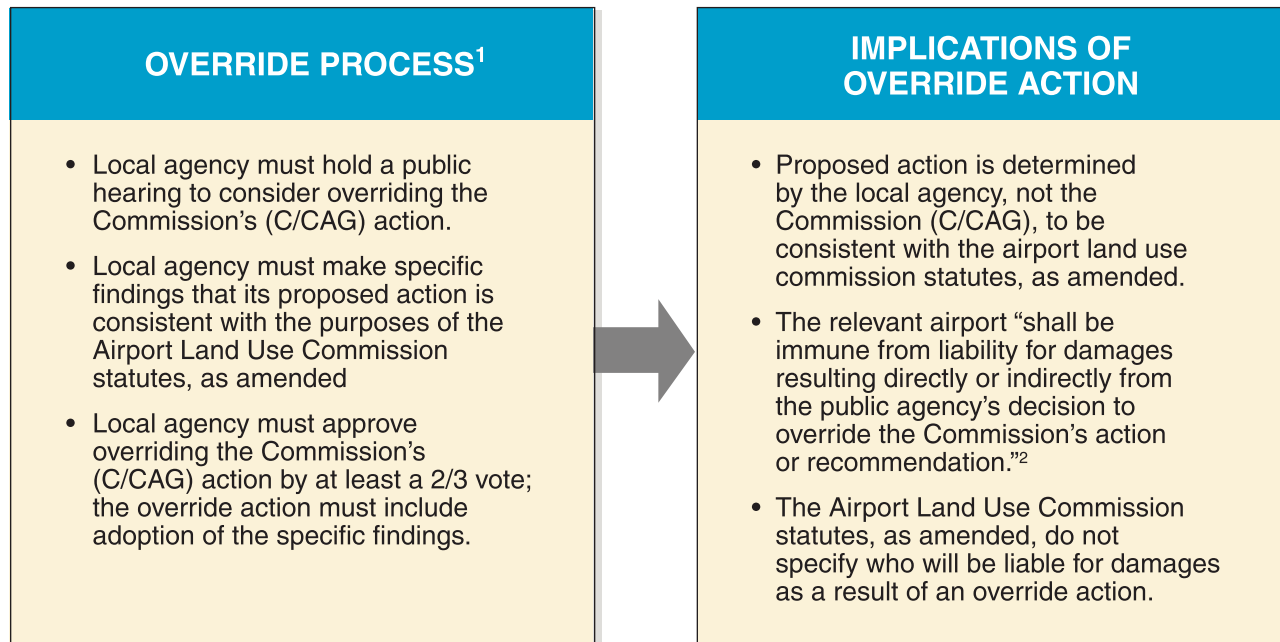 OVERRIDE PROCESS¹
• Local agency must hold a public
hearing to consider overriding the
Commission’s (C/CAG) action.
• Local agency must make specific
findings that its proposed action is
consistent with the purposes of the
Airport Land Use Commission
statutes, as amended
• Local agency must approve
overriding the Commission’s
(C/CAG) action by at least a 2/3 vote;
the override action must include
adoption of the specific findings.
IMPLICATIONS OF
OVERRIDE ACTION
• Proposed action is determined
by the local agency, not the
Commission (C/CAG), to be
consistent with the airport land use
commission statutes, as amended.
• The relevant airport “shall be
immune from liability for damages
resulting directly or indirectly from
the public agency’s decision to
override the Commission’s action
or recommendation.”²
• The Airport Land Use Commission
statutes, as amended, do not
specify who will be liable for damages
as a result of an override action.